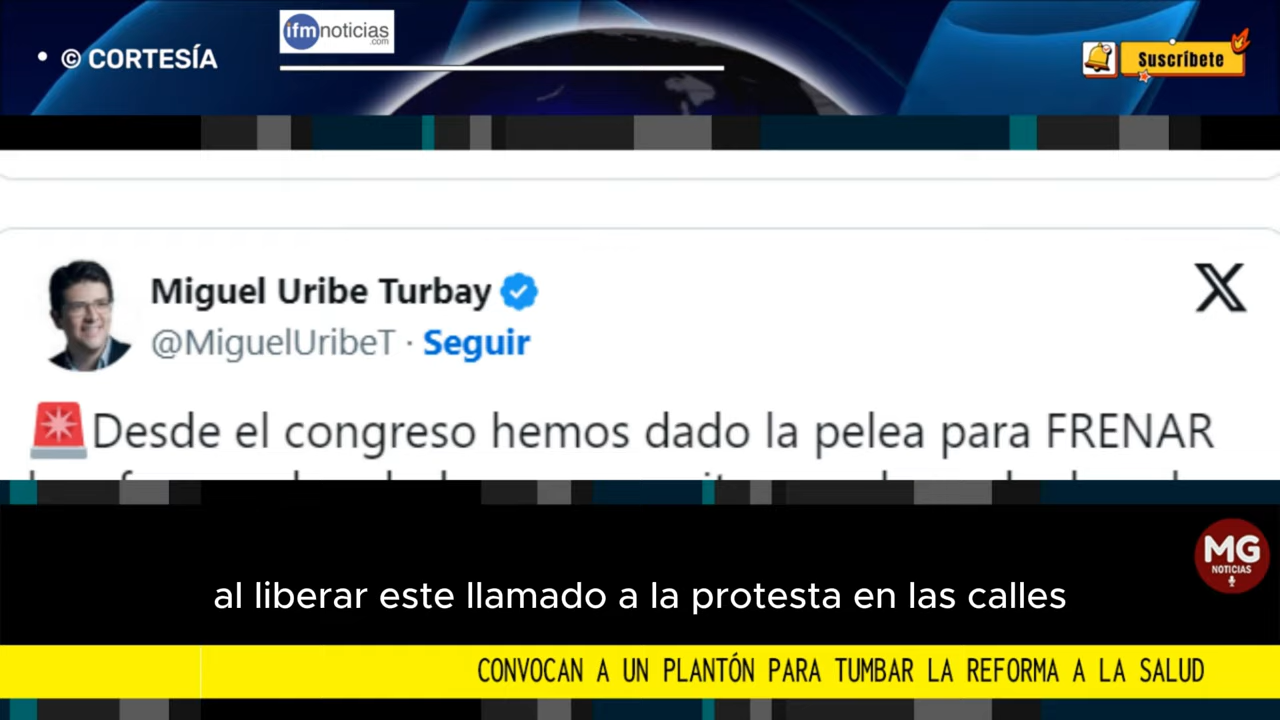 • © CORTESÍA
ifmnoticias
.com
Suscríbete
Miguel Uribe Turbay
@MiguelUribeT · Seguir
🚨Desde el congreso hemos dado la pelea para FRENAR
MG
NOTICIAS
al liberar este llamado a la protesta en las calles
CONVOCAN A UN PLANTÓN PARA TUMBAR LA REFORMA A LA SALUD